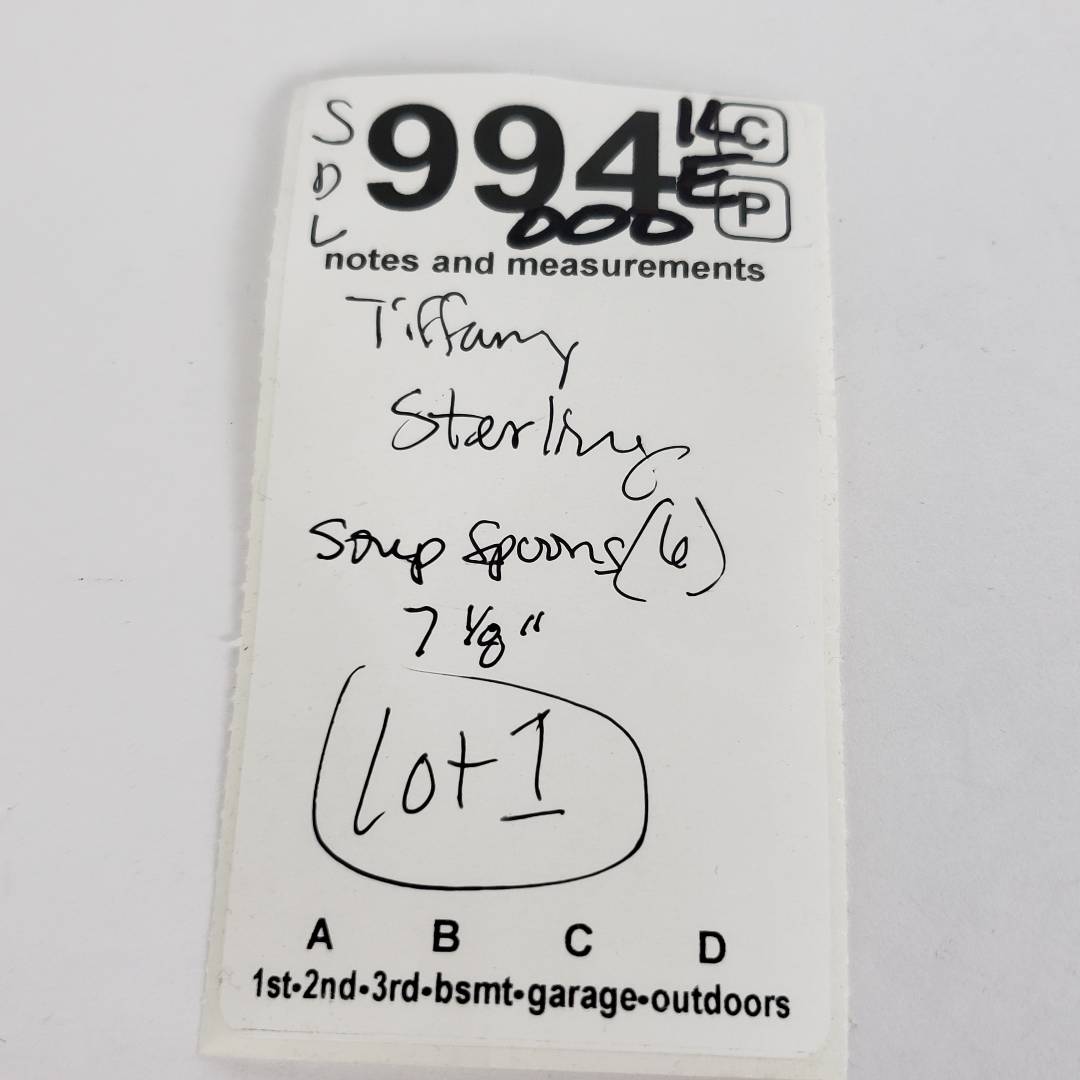 S
D
L
994
14
E
000
C
P
notes and measurements
Tiffany
Sterling
Soup Spoons (6)
7 1/8"
Lot 1
A B C D
1st•2nd•3rd•bsmt•garage•outdoors